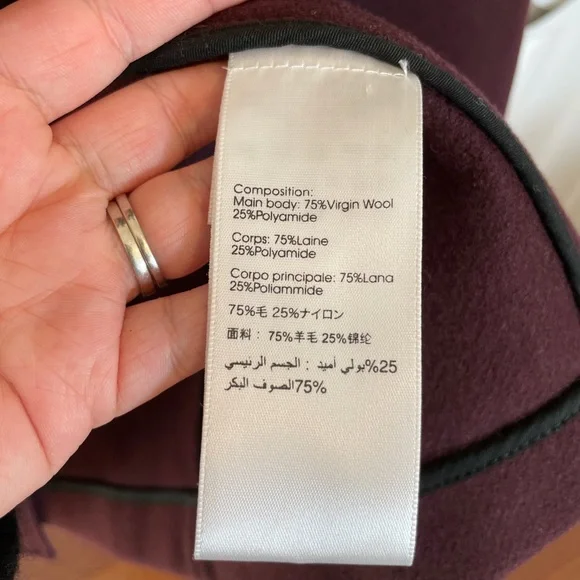 Composition:
Main body: 75%Virgin Wool
25%Polyamide
Corps: 75%Laine
25%Polyamide
Corpo principale: 75%Lana
25%Poliammide
75%毛 25%ナイロン
面料： 75%羊毛 25%锦纶
25%بولي أميد : الجسم الرئيسي
75%الصوف البكر